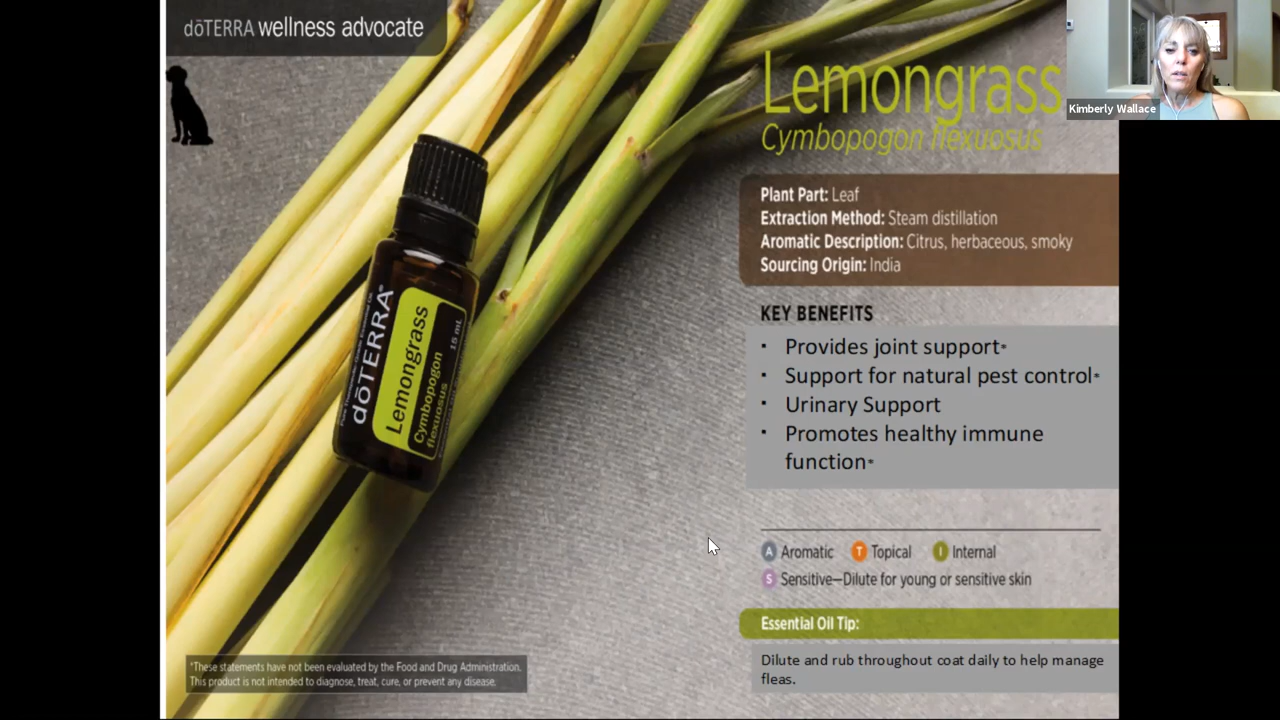 dōTERRA wellness advocate
Lemongrass
Cymbopogon flexuosus
Kimberly Wallace
Plant Part: Leaf
Extraction Method: Steam distillation
Aromatic Description: Citrus, herbaceous, smoky
Sourcing Origin: India
KEY BENEFITS
▪ Provides joint support*
▪ Support for natural pest control*
▪ Urinary Support
▪ Promotes healthy immune
function*
dōTERRA®
Lemongrass
Cymbopogon
flexuosus
15 mL
A Aromatic T Topical I Internal
S Sensitive—Dilute for young or sensitive skin
Essential Oil Tip:
Dilute and rub throughout coat daily to help manage
fleas.
*These statements have not been evaluated by the Food and Drug Administration.
This product is not intended to diagnose, treat, cure, or prevent any disease.